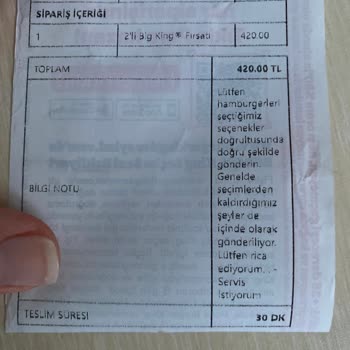 SİPARİŞ İÇERİĞİ
1 2'li Big King® Fırsatı 420.00
TOPLAM 420.00 TL
BİLGİ NOTU
Lütfen
hamburgerleri
seçtiğimiz
seçenekler
doğrultusunda
doğru şekilde
gönderin.
Genelde
seçimlerden
kaldırdığımız
şeyler de
içinde olarak
gönderiliyor.
Lütfen rica
ediyorum. . -
Servis
istiyorum
TESLİM SÜRESİ 30 DK